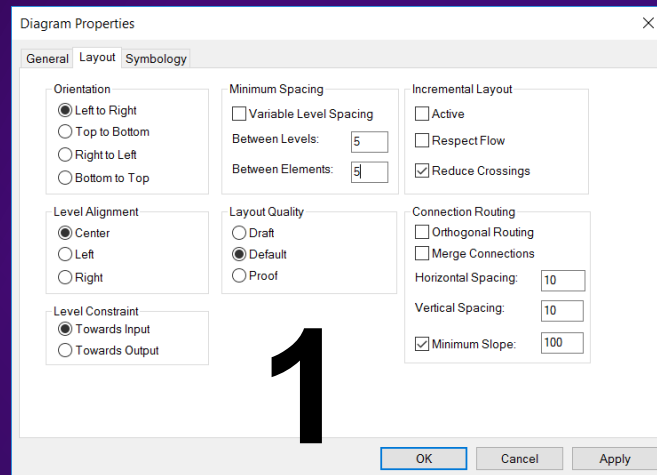 Diagram Properties
General Layout Symbology
Orientation
Left to Right
Top to Bottom
Right to Left
Bottom to Top
Minimum Spacing
Variable Level Spacing
Between Levels: 5
Between Elements: 5
Incremental Layout
Active
Respect Flow
Reduce Crossings
Level Alignment
Center
Left
Right
Layout Quality
Draft
Default
Proof
Connection Routing
Orthogonal Routing
Merge Connections
Horizontal Spacing: 10
Vertical Spacing: 10
Minimum Slope: 100
Level Constraint
Towards Input
Towards Output
1
OK Cancel Apply